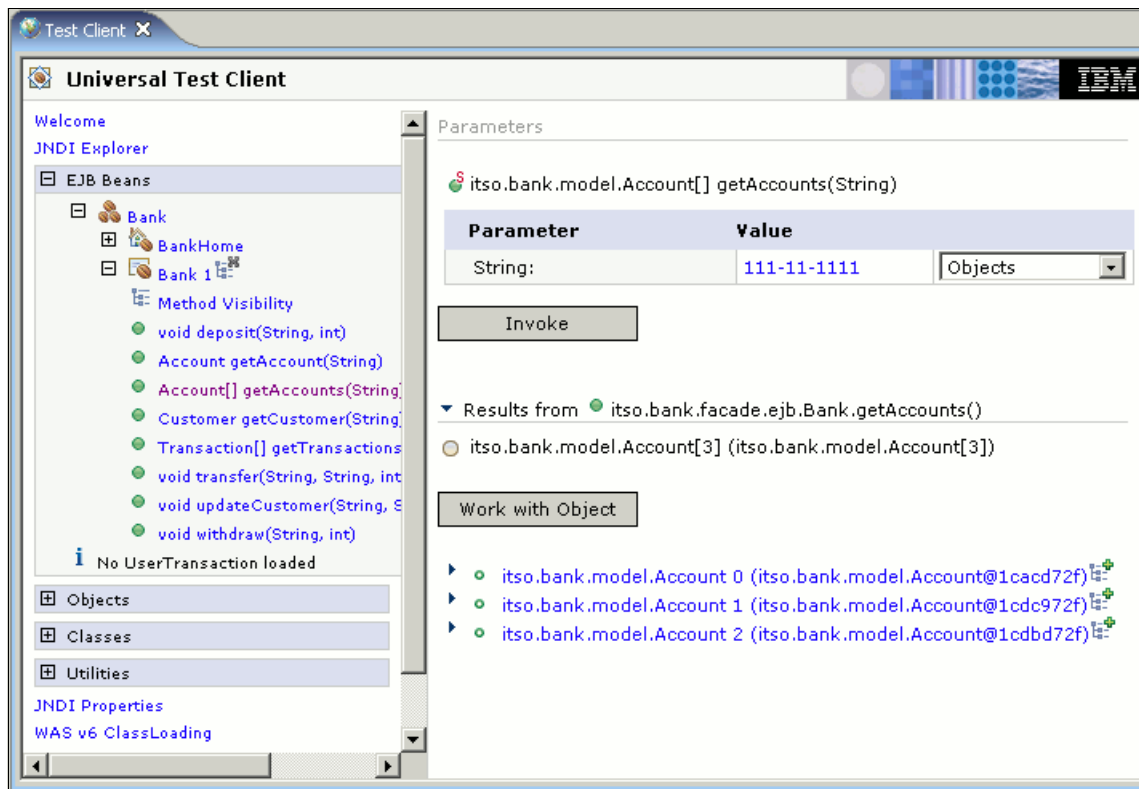 Test Client
Universal Test Client
IBM
Welcome
JNDI Explorer
EJB Beans
Bank
BankHome
Bank 1
Method Visibility
void deposit(String, int)
Account getAccount(String)
Account[] getAccounts(String)
Customer getCustomer(String)
Transaction[] getTransactions
void transfer(String, String, int
void updateCustomer(String, S
void withdraw(String, int)
No UserTransaction loaded
Objects
Classes
Utilities
JNDI Properties
WAS v6 ClassLoading
Parameters
itso.bank.model.Account[] getAccounts(String)
Parameter Value
String: 111-11-1111 Objects
Invoke
Results from itso.bank.facade.ejb.Bank.getAccounts()
itso.bank.model.Account[3] (itso.bank.model.Account[3])
Work with Object
itso.bank.model.Account 0 (itso.bank.model.Account@1cacd72f)
itso.bank.model.Account 1 (itso.bank.model.Account@1cdc972f)
itso.bank.model.Account 2 (itso.bank.model.Account@1cdbd72f)